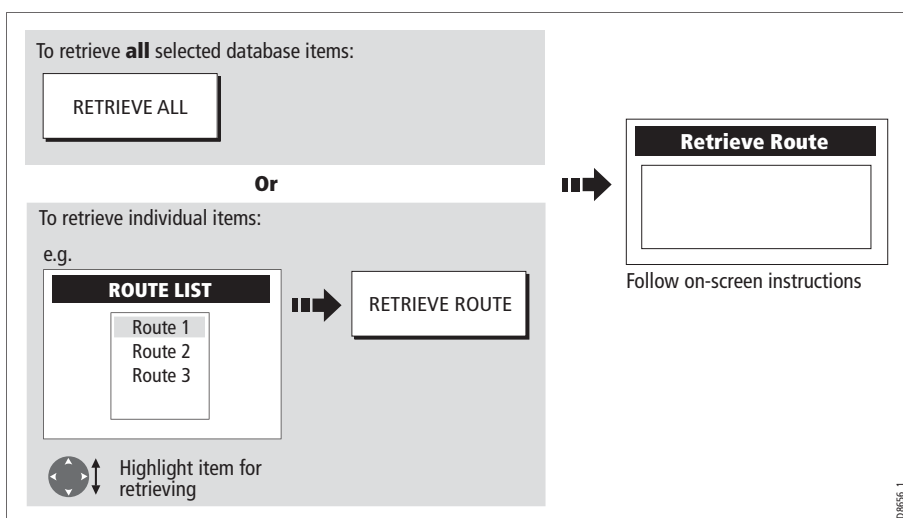 To retrieve all selected database items:
RETRIEVE ALL
Or
To retrieve individual items:
e.g.
ROUTE LIST
Route 1
Route 2
Route 3
RETRIEVE ROUTE
Highlight item for
retrieving
Retrieve Route
Follow on-screen instructions
D8656_1